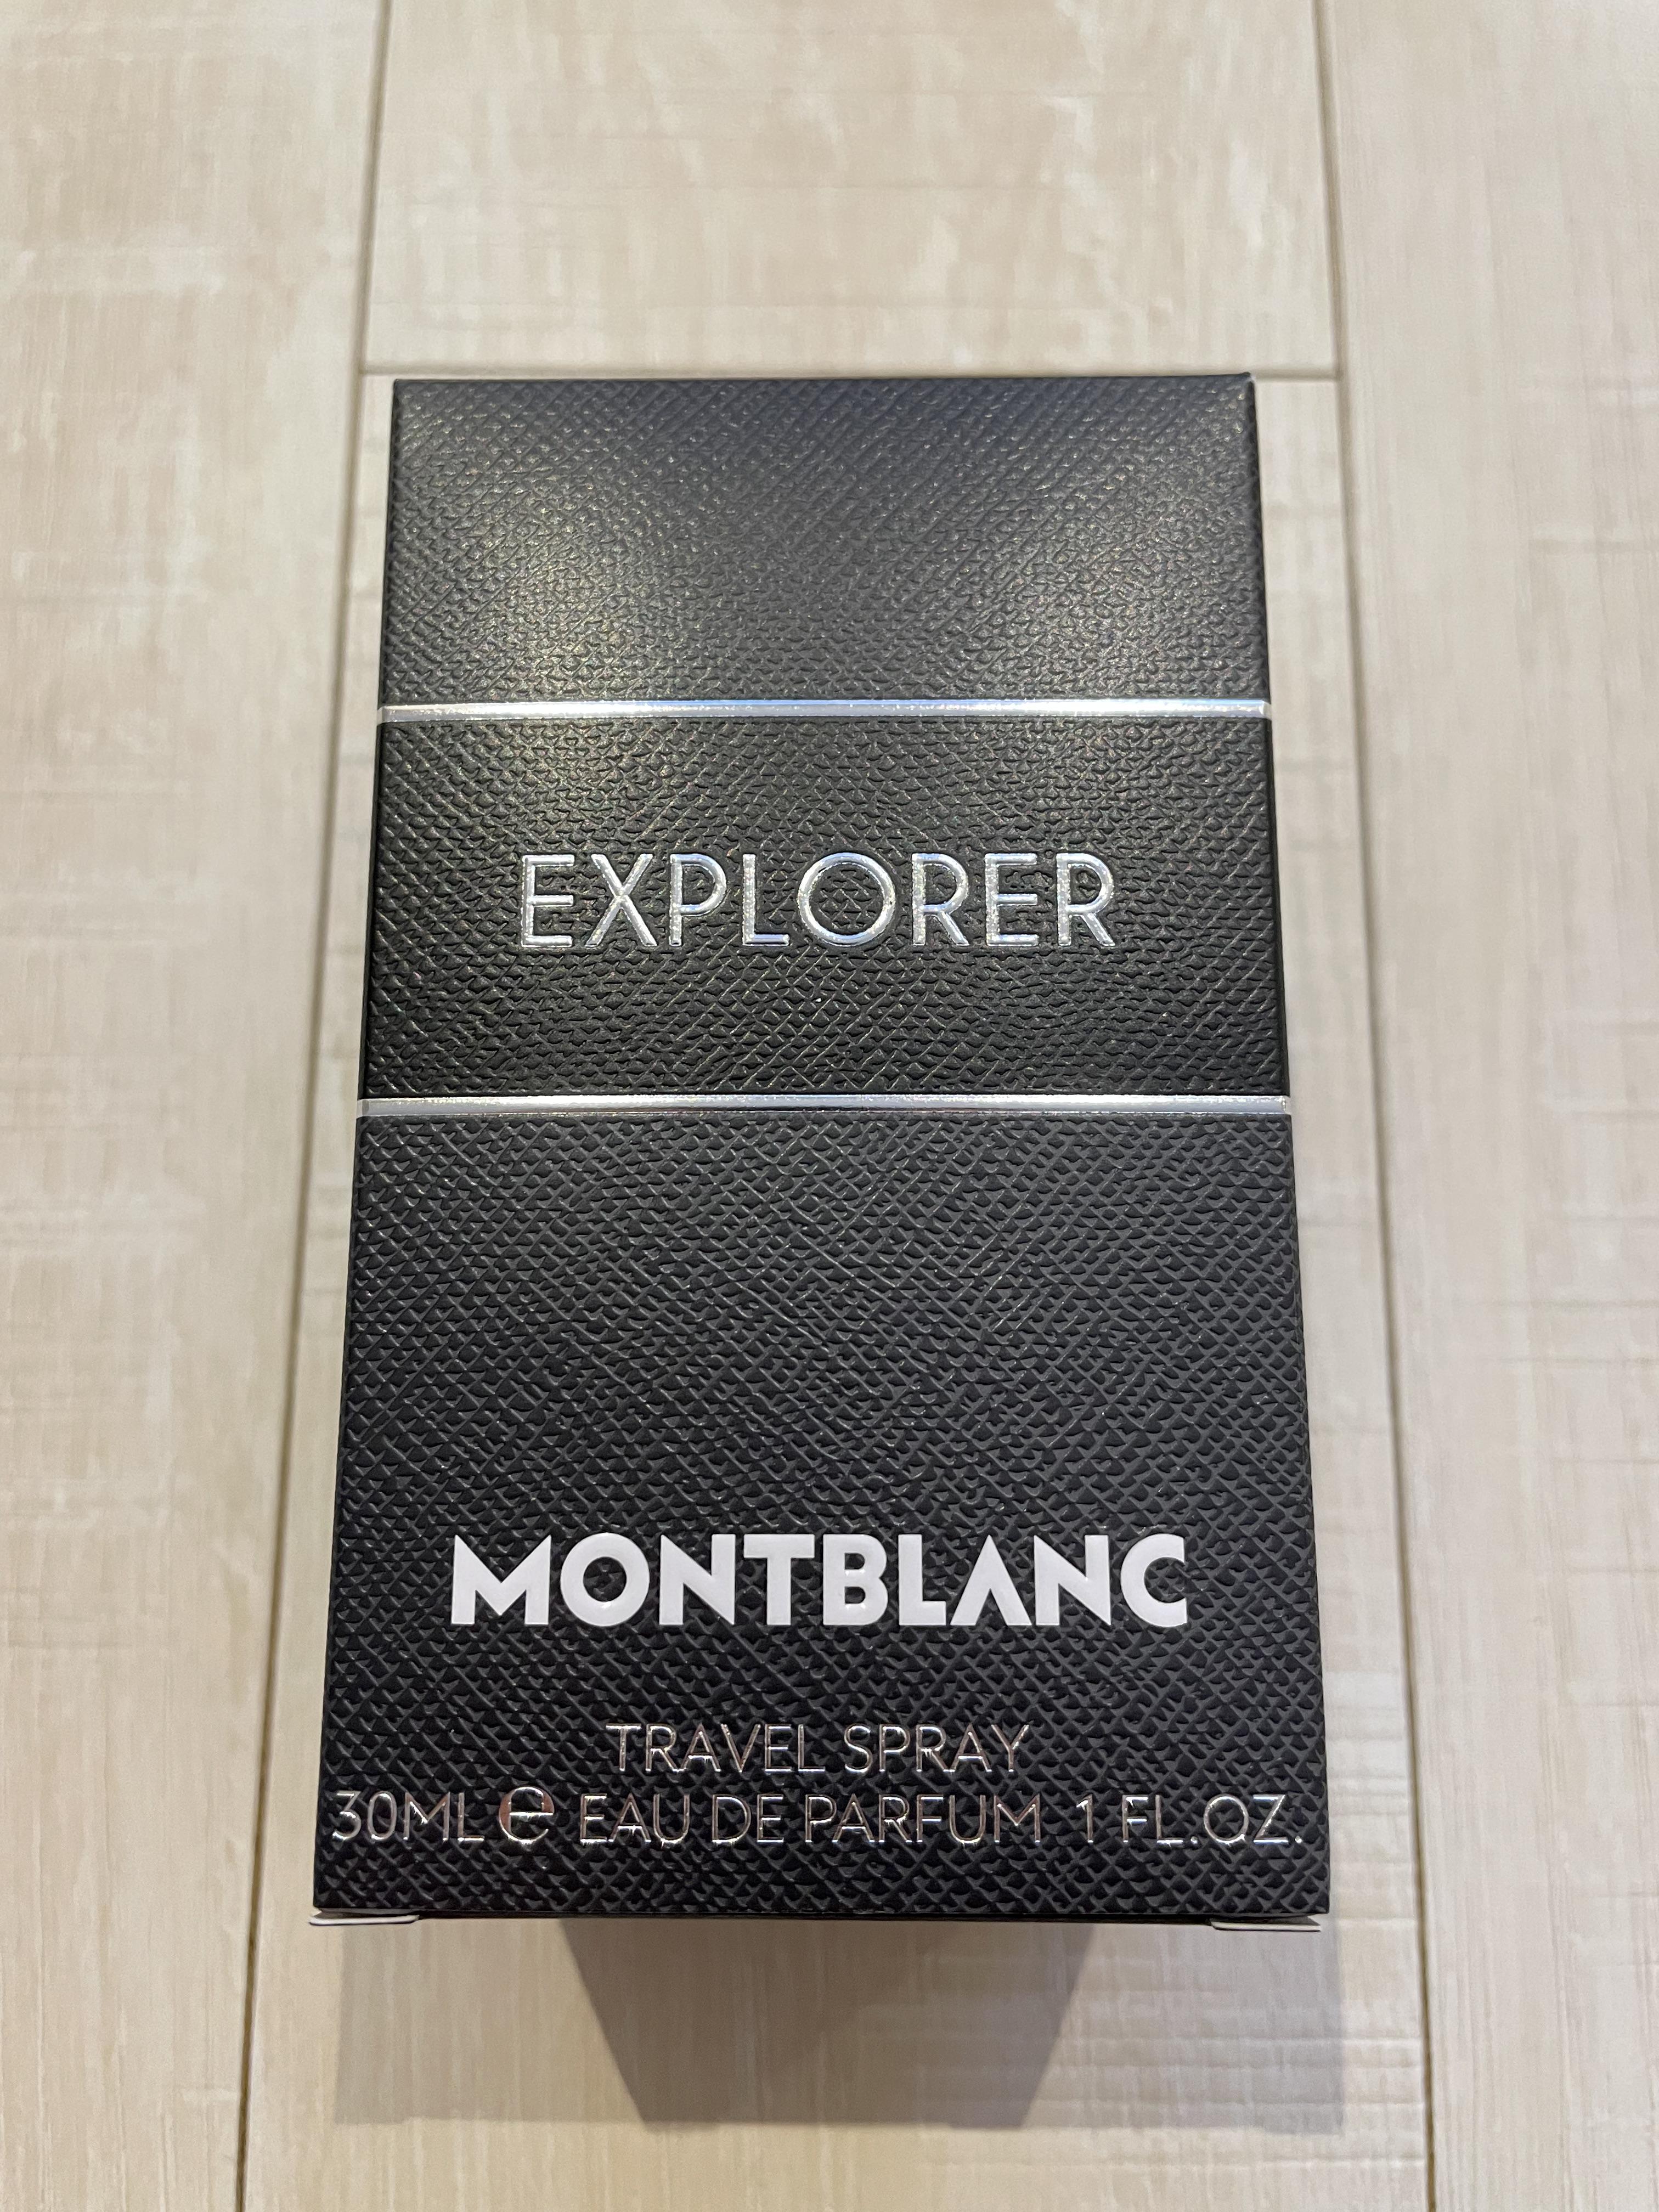 EXPLORER
MONTBLANC
TRAVEL SPRAY
30ML ℮ EAU DE PARFUM 1 FL.OZ.